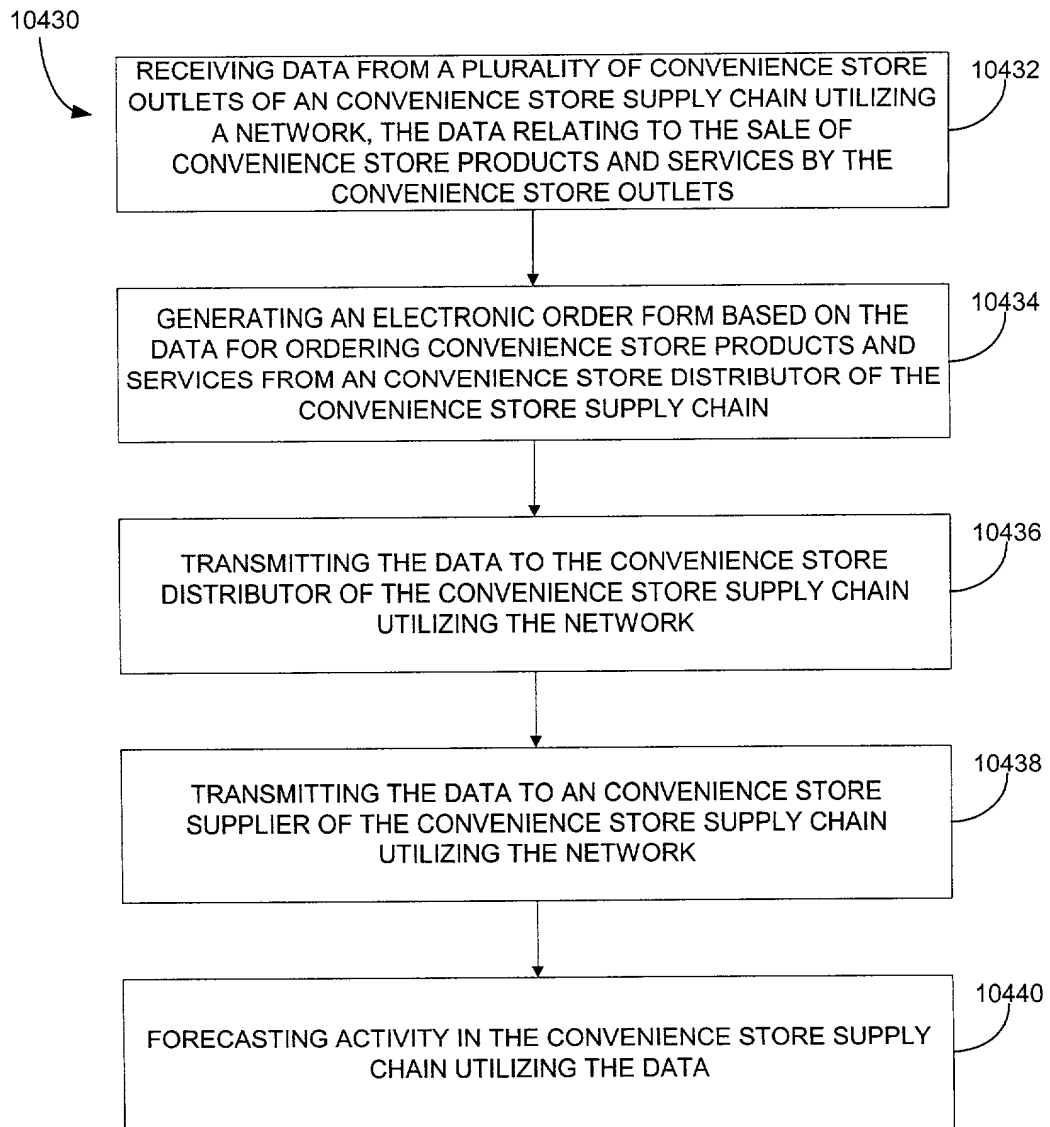 10430
RECEIVING DATA FROM A PLURALITY OF CONVENIENCE STORE
OUTLETS OF AN CONVENIENCE STORE SUPPLY CHAIN UTILIZING
A NETWORK, THE DATA RELATING TO THE SALE OF
CONVENIENCE STORE PRODUCTS AND SERVICES BY THE
CONVENIENCE STORE OUTLETS
10432
GENERATING AN ELECTRONIC ORDER FORM BASED ON THE
DATA FOR ORDERING CONVENIENCE STORE PRODUCTS AND
SERVICES FROM AN CONVENIENCE STORE DISTRIBUTOR OF THE
CONVENIENCE STORE SUPPLY CHAIN
10434
TRANSMITTING THE DATA TO THE CONVENIENCE STORE
DISTRIBUTOR OF THE CONVENIENCE STORE SUPPLY CHAIN
UTILIZING THE NETWORK
10436
TRANSMITTING THE DATA TO AN CONVENIENCE STORE
SUPPLIER OF THE CONVENIENCE STORE SUPPLY CHAIN
UTILIZING THE NETWORK
10438
FORECASTING ACTIVITY IN THE CONVENIENCE STORE SUPPLY
CHAIN UTILIZING THE DATA
10440